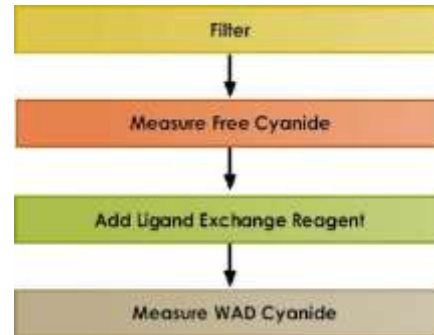 Filter
Measure Free Cyanide
Add Ligand Exchange Reagent
Measure WAD Cyanide